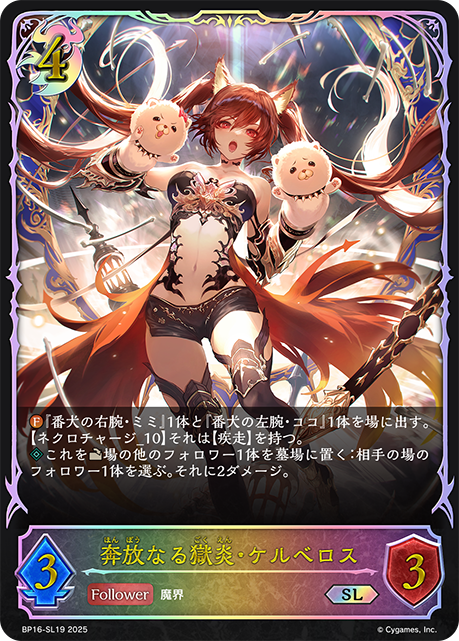 4
F『番犬の右腕・ミミ』1体と『番犬の左腕・ココ』1体を場に出す。
【ネクロチャージ_10】それは【疾走】を持つ。
これを 場の他のフォロワー1体を墓場に置く:相手の場の
フォロワー1体を選ぶ。それに2ダメージ。
ほんぽう ごくえん
奔放なる獄炎・ケルベロス
3
Follower 魔界
SL
3
BP16-SL19 2025
© Cygames, Inc.